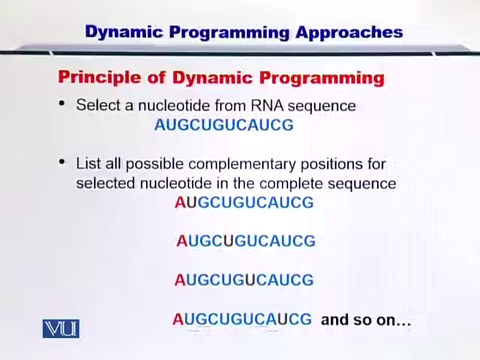 Dynamic Programming Approaches
Principle of Dynamic Programming
• Select a nucleotide from RNA sequence
AUGCUGUCAUCG
• List all possible complementary positions for
selected nucleotide in the complete sequence
AUGCUGUCAUCG
AUGCUGUCAUCG
AUGCUGUCAUCG
AUGCUGUCAUCG and so on…
VU